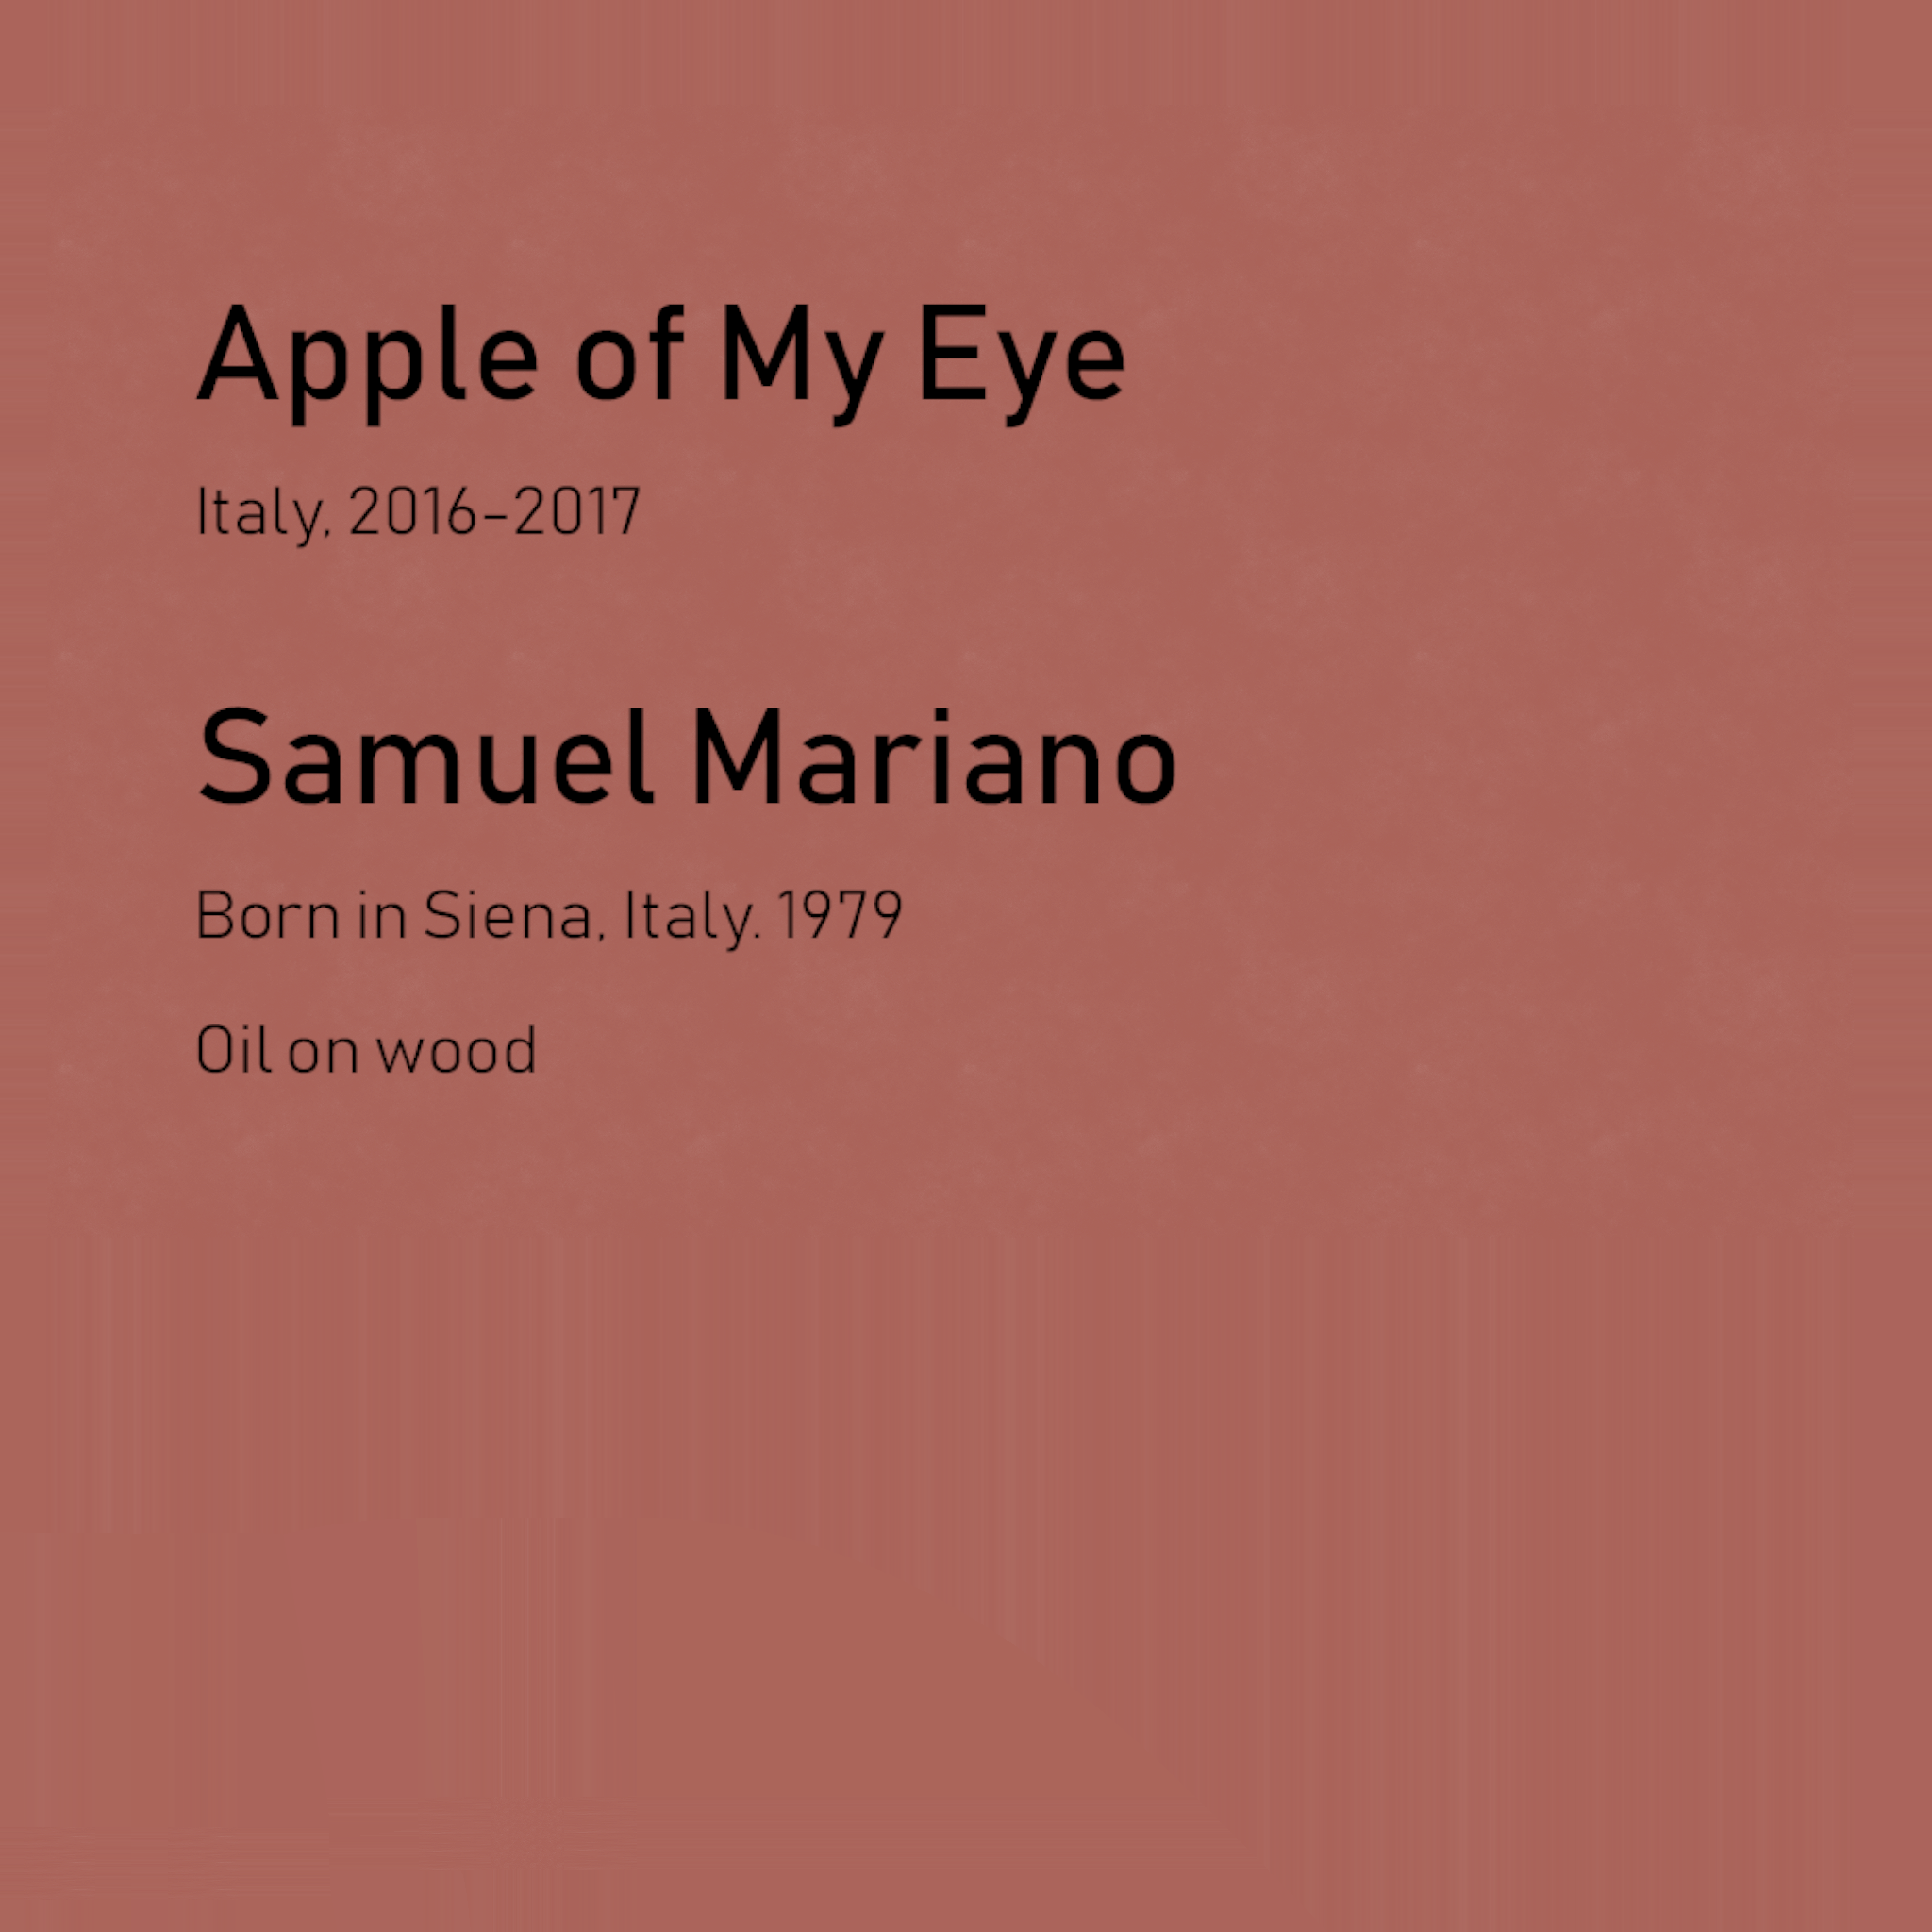 Apple of My Eye
Italy, 2016-2017
Samuel Mariano
Born in Siena, Italy. 1979
Oil on wood